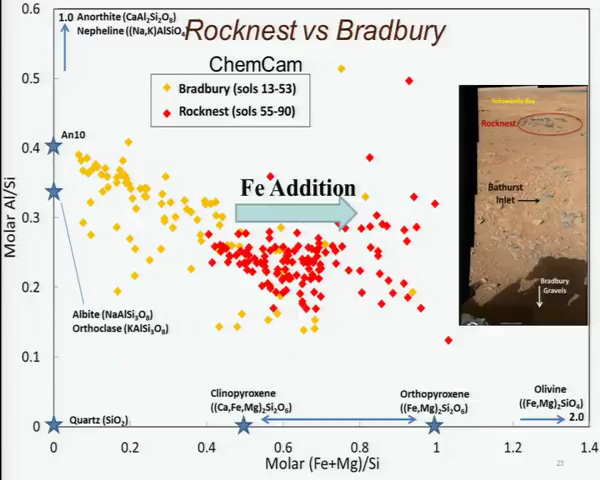 Rocknest vs Bradbury
ChemCam
1.0 Anorthite (CaAl2Si2O8)
Nepheline ((Na,K)AlSiO
Bradbury (sols 13-53)
Rocknest (sols 55-90)
0.6
0.5
0.4
0.3
0.2
0.1
0
Molar Al/Si
An10
Fe Addition
Albite (NaAlSi3O8)
Orthoclase (KAlSi3O8)
Quartz (SiO2)
Clinopyroxene
((Ca,Fe,Mg)2Si2O6)
Orthopyroxene
((Fe,Mg)2Si2O6)
Olivine
((Fe,Mg)2SiO4)
2.0
Yellowknife Bay
Rocknest
Bathurst
Inlet
Bradbury
Gravels
0 0.2 0.4 0.6 0.8 1 1.2 1.4
Molar (Fe+Mg)/Si